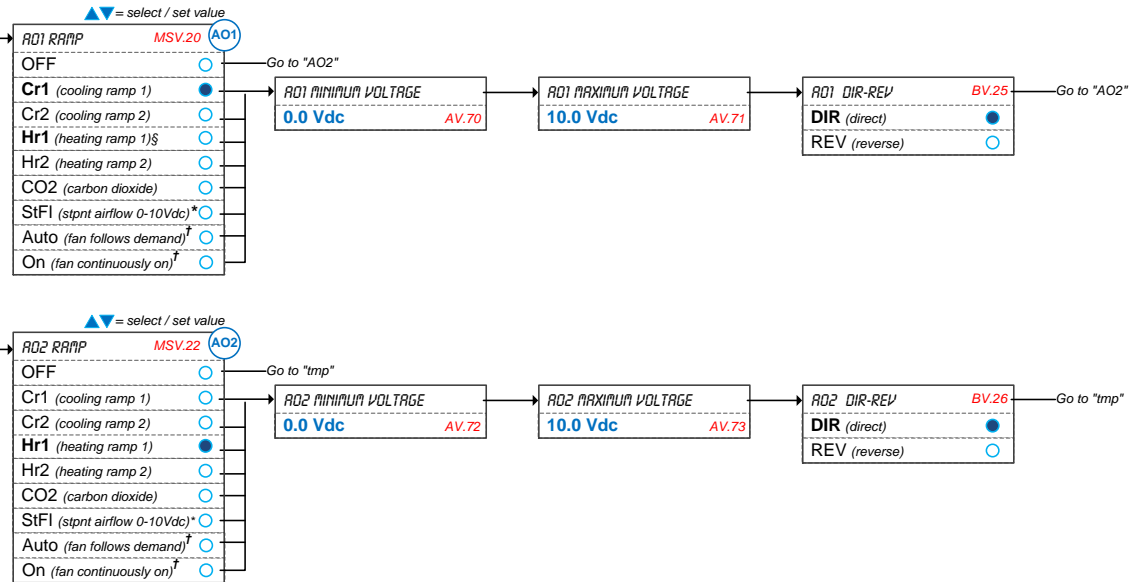 ▲▼= select / set value
AO1 RAMP MSV.20 AO1
OFF Go to "AO2"
Cr1 (cooling ramp 1)
Cr2 (cooling ramp 2)
Hr1 (heating ramp 1)§
Hr2 (heating ramp 2)
CO2 (carbon dioxide)
StFl (stpnt airflow 0-10Vdc)*
Auto (fan follows demand)†
On (fan continuously on)†
AO1 MINIMUM VOLTAGE
0.0 Vdc AV.70
AO1 MAXIMUM VOLTAGE
10.0 Vdc AV.71
AO1 DIR-REV BV.25 Go to "AO2"
DIR (direct)
REV (reverse)
▲▼= select / set value
AO2 RAMP MSV.22 AO2
OFF Go to "tmp"
Cr1 (cooling ramp 1)
Cr2 (cooling ramp 2)
Hr1 (heating ramp 1)
Hr2 (heating ramp 2)
CO2 (carbon dioxide)
StFl (stpnt airflow 0-10Vdc)*
Auto (fan follows demand)†
On (fan continuously on)†
AO2 MINIMUM VOLTAGE
0.0 Vdc AV.72
AO2 MAXIMUM VOLTAGE
10.0 Vdc AV.73
AO2 DIR-REV BV.26 Go to "tmp"
DIR (direct)
REV (reverse)